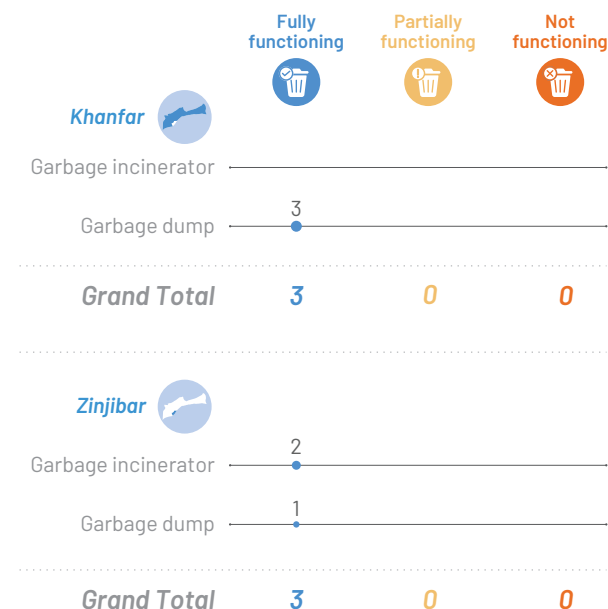 Fully functioning
Partially functioning
Not functioning
Khanfar
Garbage incinerator
Garbage dump 3
Grand Total 3 0 0
Zinjibar
Garbage incinerator 2
Garbage dump 1
Grand Total 3 0 0